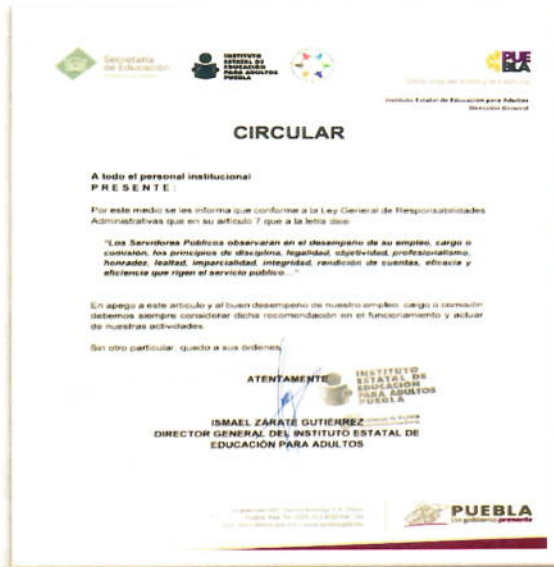 Secretaría
de Educación
INSTITUTO
ESTATAL DE
EDUCACIÓN
PARA ADULTOS
PUEBLA
PUE
BLA
Instituto Estatal de Educación para Adultos
Dirección General
CIRCULAR
A todo el personal institucional
P R E S E N T E :
Por este medio se les informa que conforme a la Ley General de Responsabilidades
Administrativas que en su artículo 7 que a la letra dice:
"Los Servidores Públicos observarán en el desempeño de su empleo, cargo o
comisión, los principios de disciplina, legalidad, objetividad, profesionalismo,
honradez, lealtad, imparcialidad, integridad, rendición de cuentas, eficacia y
eficiencia que rigen el servicio público..."
En apego a este artículo y al buen desempeño de nuestro empleo, cargo o comisión
debemos siempre considerar dicha recomendación en el funcionamiento y actuar
de nuestras actividades.
Sin otro particular, quedo a sus órdenes
ATENTAMENTE
INSTITUTO
ESTATAL DE
EDUCACIÓN
PARA ADULTOS
PUEBLA
ISMAEL ZARATE GUTIÉRREZ
DIRECTOR GENERAL DEL INSTITUTO ESTATAL DE
EDUCACIÓN PARA ADULTOS
PUEBLA
Un gobierno presente